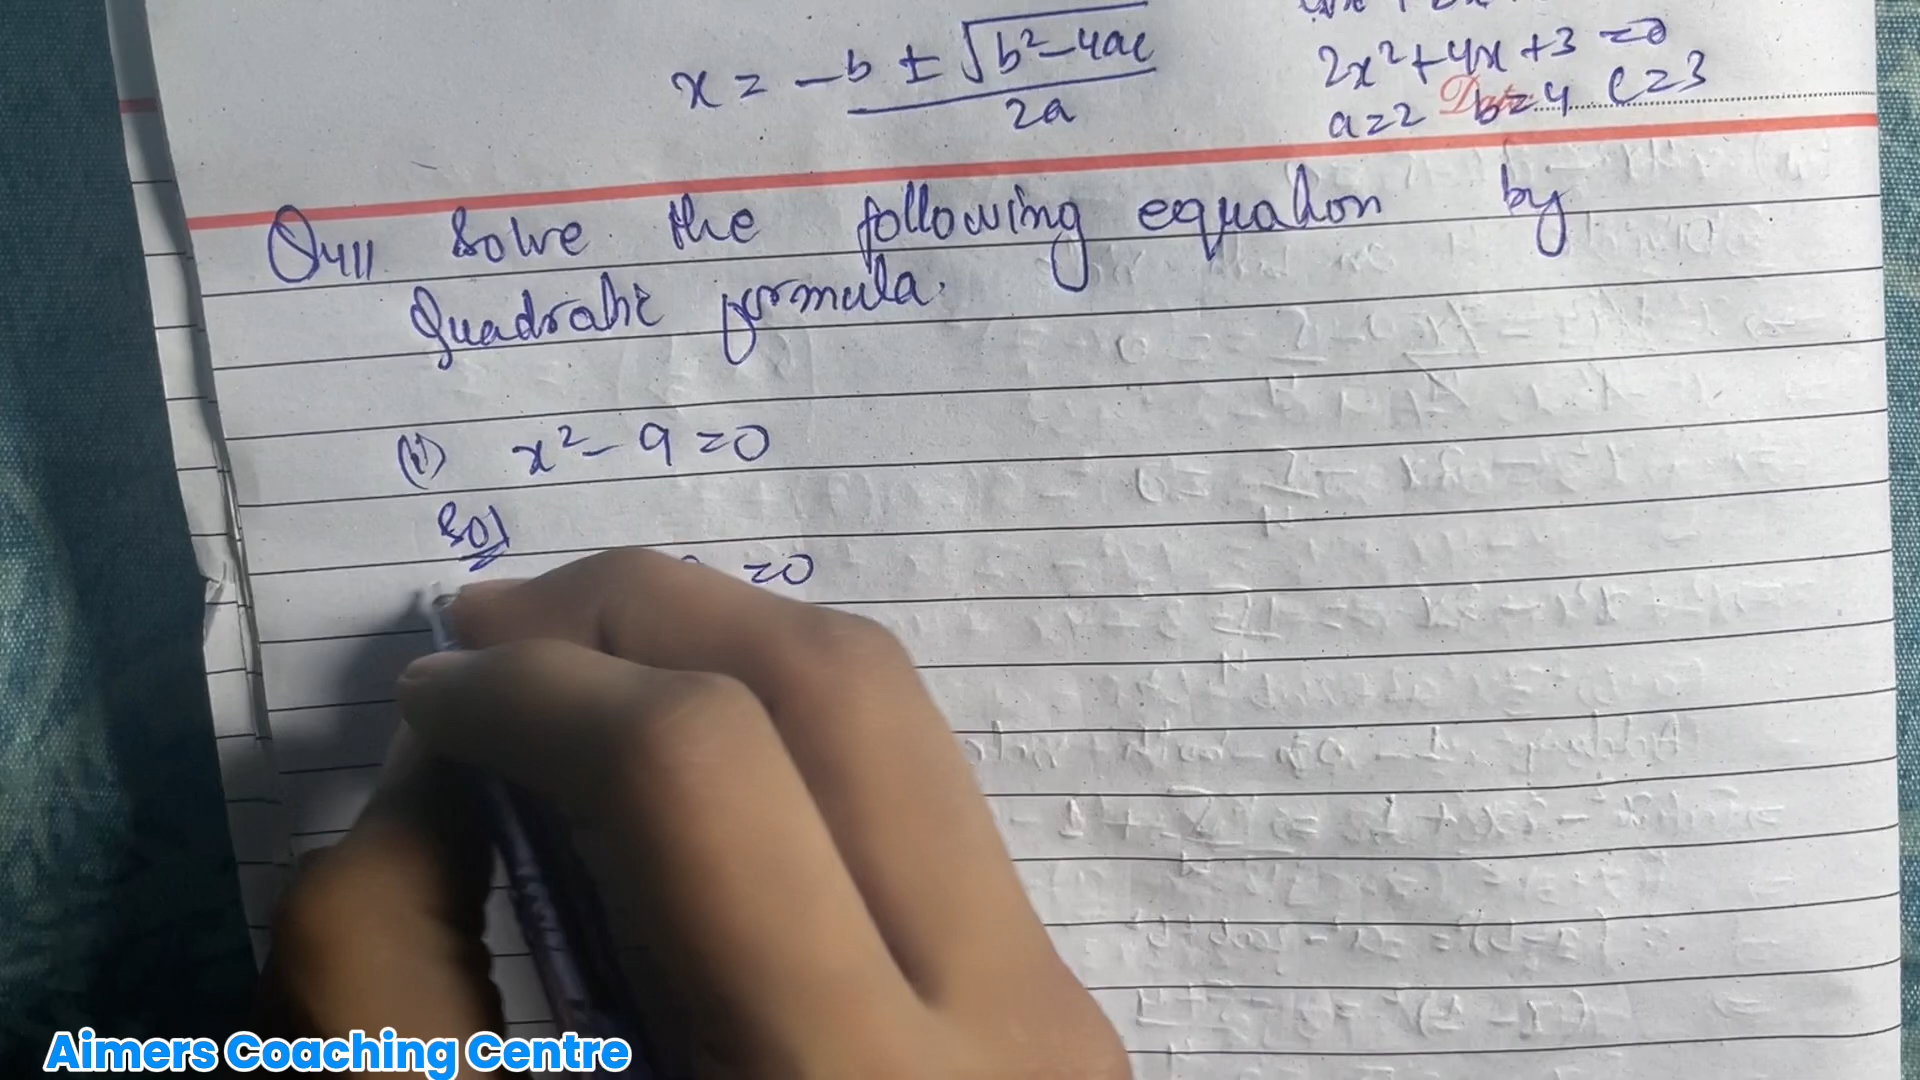 x = -b ± √b²-4ac
2a
2x²+4x+3 =0
a=2 b=4 c=3
Q4|| Solve the following equation by
Quadratic formula.
(i) x²- 9 =0
Sol
=0
Aimers Coaching Centre